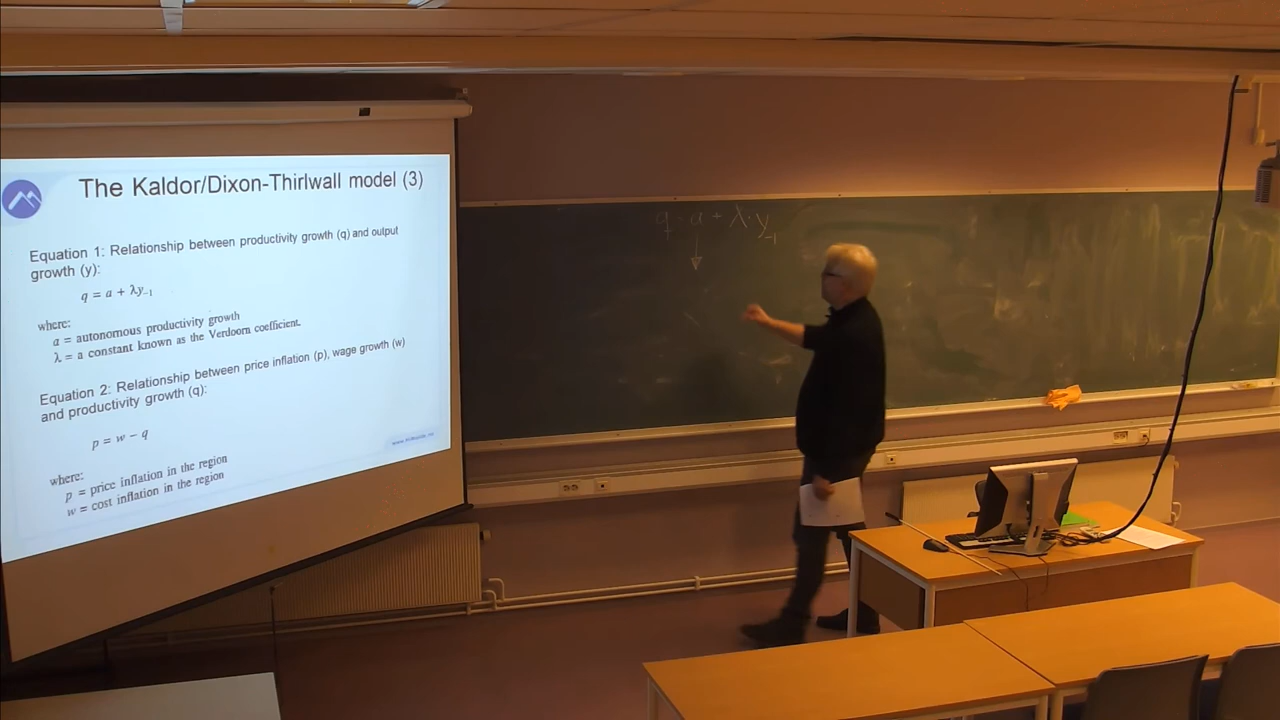 The Kaldor/Dixon-Thirlwall model (3)
Equation 1: Relationship between productivity growth (q) and output
growth (y):
q = a + λy₋₁
where:
a = autonomous productivity growth
λ = a constant known as the Verdoorn coefficient.
Equation 2: Relationship between price inflation (p), wage growth (w)
and productivity growth (q):
p = w − q
where:
p = price inflation in the region
w = cost inflation in the region
q = a + λ · y₋₁